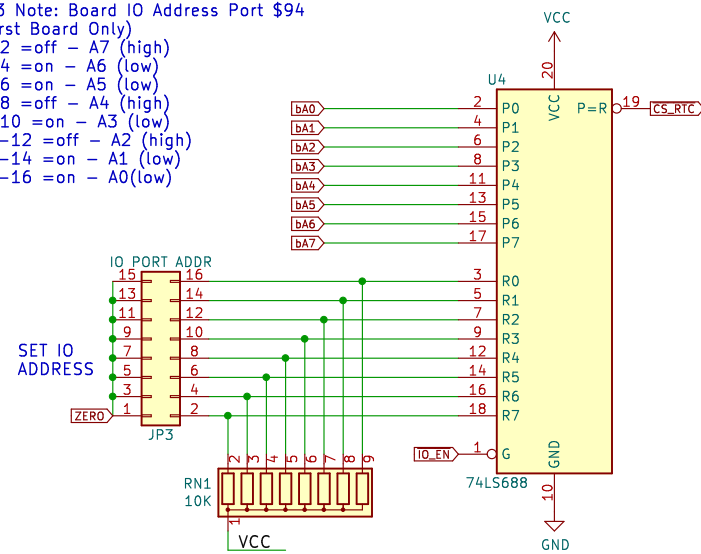 3 Note: Board IO Address Port $94
rst Board Only)
2 =off – A7 (high)
4 =on – A6 (low)
6 =on – A5 (low)
8 =off – A4 (high)
10 =on – A3 (low)
–12 =off – A2 (high)
–14 =on – A1 (low)
–16 =on – A0(low)
VCC
20
U4
VCC
bA0 2 P0 P=R 19 CS_RTC
bA1 4 P1
bA2 6 P2
bA3 8 P3
bA4 11 P4
bA5 13 P5
bA6 15 P6
bA7 17 P7
IO PORT ADDR
15 16 3 R0
13 14 5 R1
11 12 7 R2
9 10 9 R3
7 8 12 R4
5 6 14 R5
3 4 16 R6
ZERO 1 2 18 R7
SET IO
ADDRESS
JP3
IO_EN 1 G
GND
74LS688
10
GND
2 3 4 5 6 7 8 9
RN1
10K
1
VCC